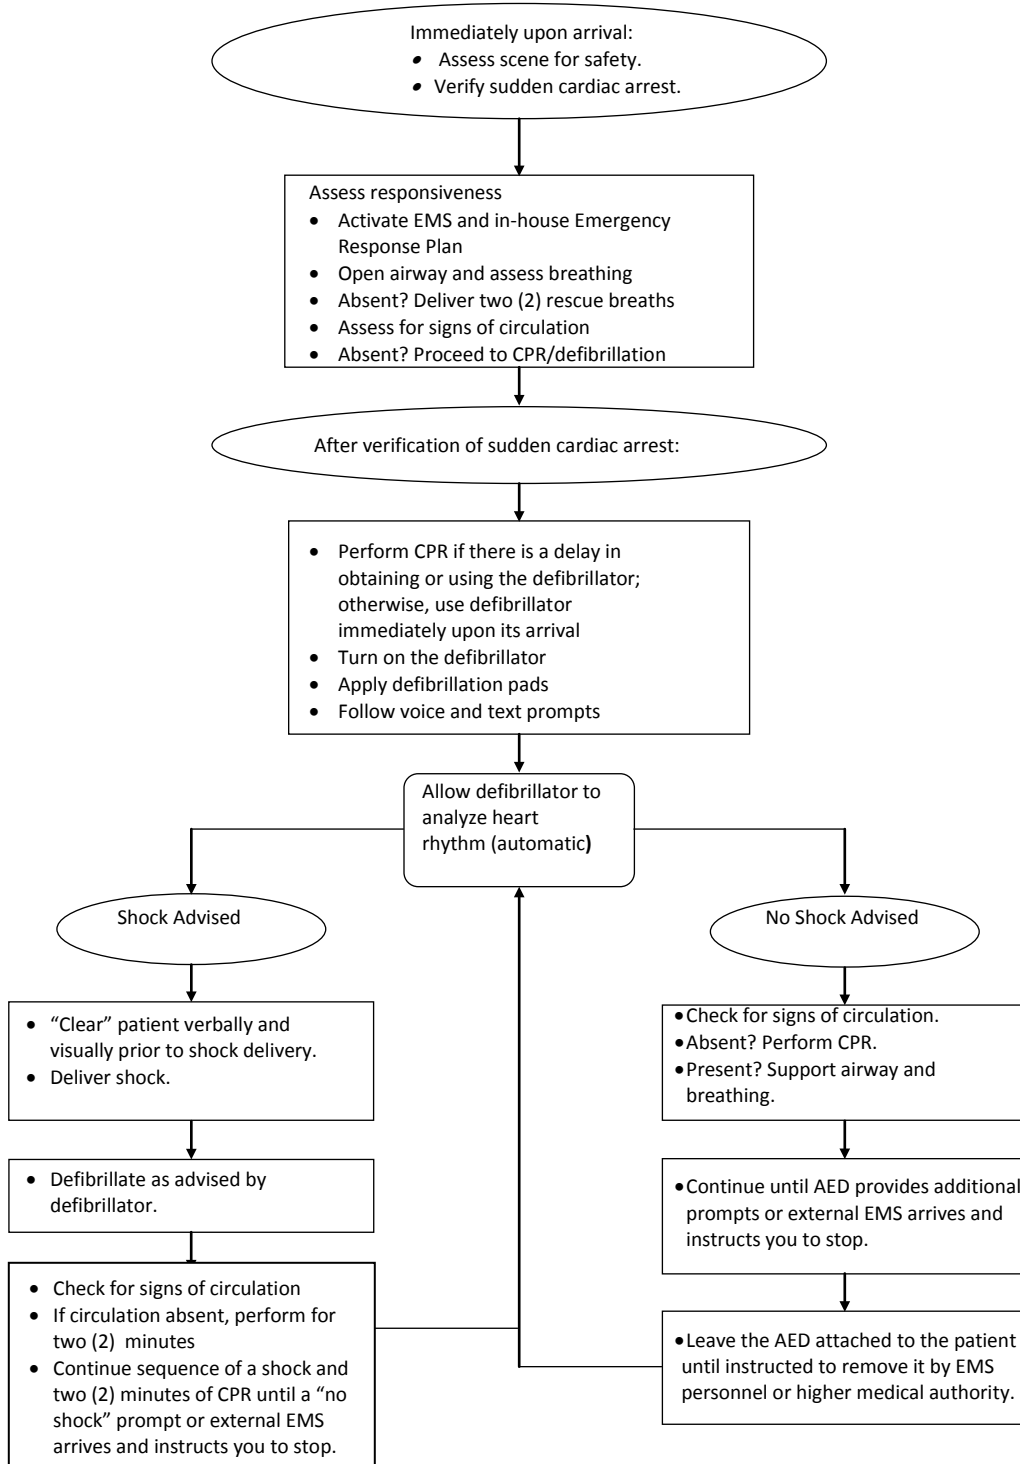 Immediately upon arrival:
• Assess scene for safety.
• Verify sudden cardiac arrest.
Assess responsiveness
• Activate EMS and in-house Emergency
Response Plan
• Open airway and assess breathing
• Absent? Deliver two (2) rescue breaths
• Assess for signs of circulation
• Absent? Proceed to CPR/defibrillation
After verification of sudden cardiac arrest:
• Perform CPR if there is a delay in
obtaining or using the defibrillator;
otherwise, use defibrillator
immediately upon its arrival
• Turn on the defibrillator
• Apply defibrillation pads
• Follow voice and text prompts
Allow defibrillator to
analyze heart
rhythm (automatic)
Shock Advised
• “Clear” patient verbally and
visually prior to shock delivery.
• Deliver shock.
• Defibrillate as advised by
defibrillator.
• Check for signs of circulation
• If circulation absent, perform for
two (2) minutes
• Continue sequence of a shock and
two (2) minutes of CPR until a “no
shock” prompt or external EMS
arrives and instructs you to stop.
No Shock Advised
• Check for signs of circulation.
• Absent? Perform CPR.
• Present? Support airway and
breathing.
• Continue until AED provides additional
prompts or external EMS arrives and
instructs you to stop.
• Leave the AED attached to the patient
until instructed to remove it by EMS
personnel or higher medical authority.